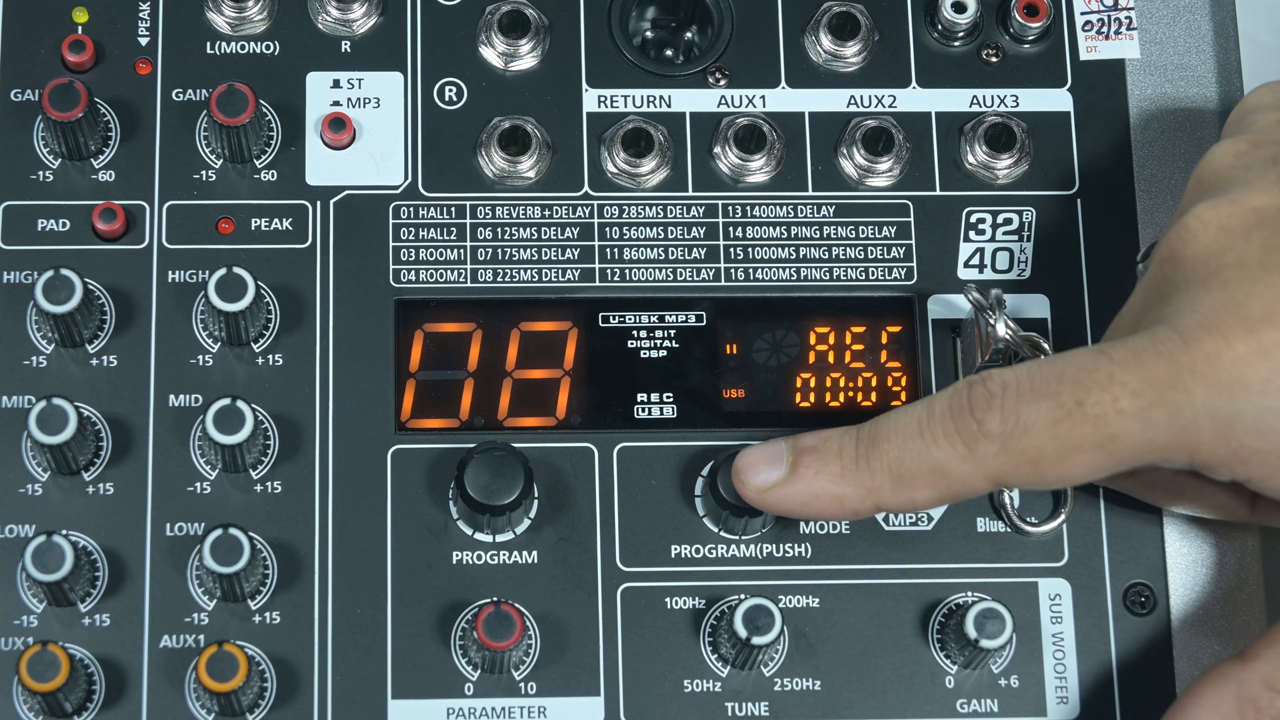 PEAK
L(MONO)
R
02/22
PRODUCTS
DT.
GAIN
-15
-60
GAIN
-15
-60
ST
MP3
R
RETURN
AUX1
AUX2
AUX3
PAD
PEAK
01 HALL1
05 REVERB+DELAY
09 285MS DELAY
13 1400MS DELAY
02 HALL2
06 125MS DELAY
10 560MS DELAY
14 800MS PING PENG DELAY
03 ROOM1
07 175MS DELAY
11 860MS DELAY
15 1000MS PING PENG DELAY
04 ROOM2
08 225MS DELAY
12 1000MS DELAY
16 1400MS PING PENG DELAY
32BIT
40kHz
HIGH
-15
+15
HIGH
-15
+15
08
U-DISK MP3
16-BIT
DIGITAL
DSP
REC
USB
USB
REC
00:09
MID
-15
+15
MID
-15
+15
PROGRAM
PROGRAM(PUSH)
MODE
MP3
Blue
LOW
-15
+15
LOW
-15
+15
AUX1
AUX1
0
10
PARAMETER
100Hz
200Hz
50Hz
250Hz
TUNE
0
+6
GAIN
SUB WOOFER